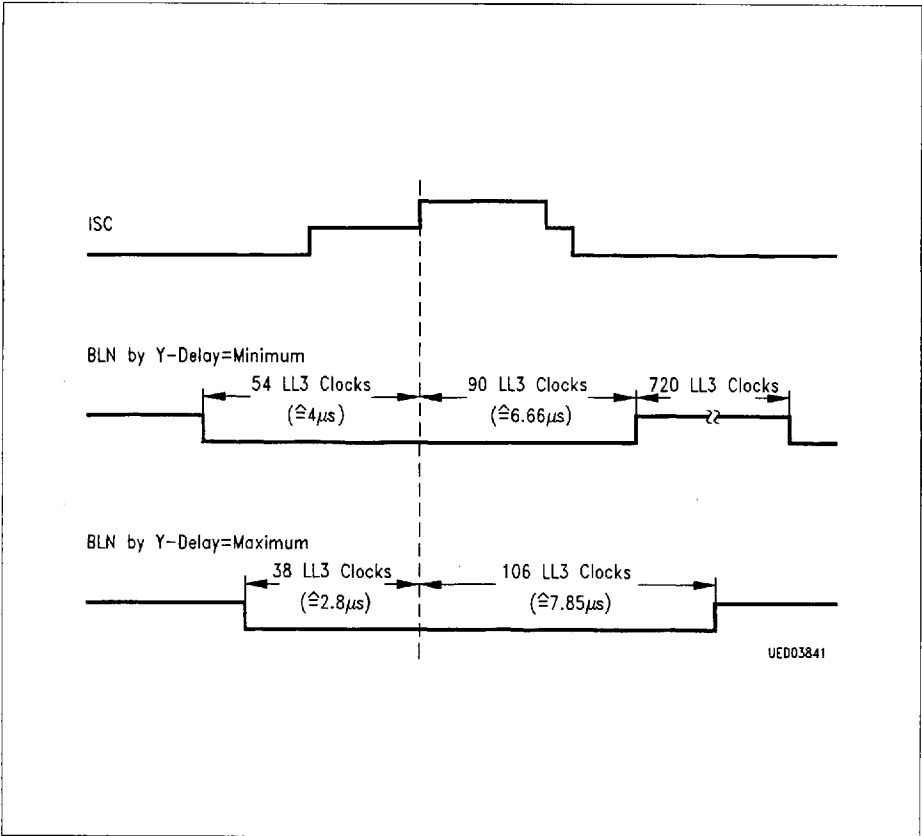 ISC
BLN by Y-Delay=Minimum
54 LL3 Clocks
(≙4μs)
90 LL3 Clocks
(≙6.66μs)
720 LL3 Clocks
BLN by Y-Delay=Maximum
38 LL3 Clocks
(≙2.8μs)
106 LL3 Clocks
(≙7.85μs)
UED03841